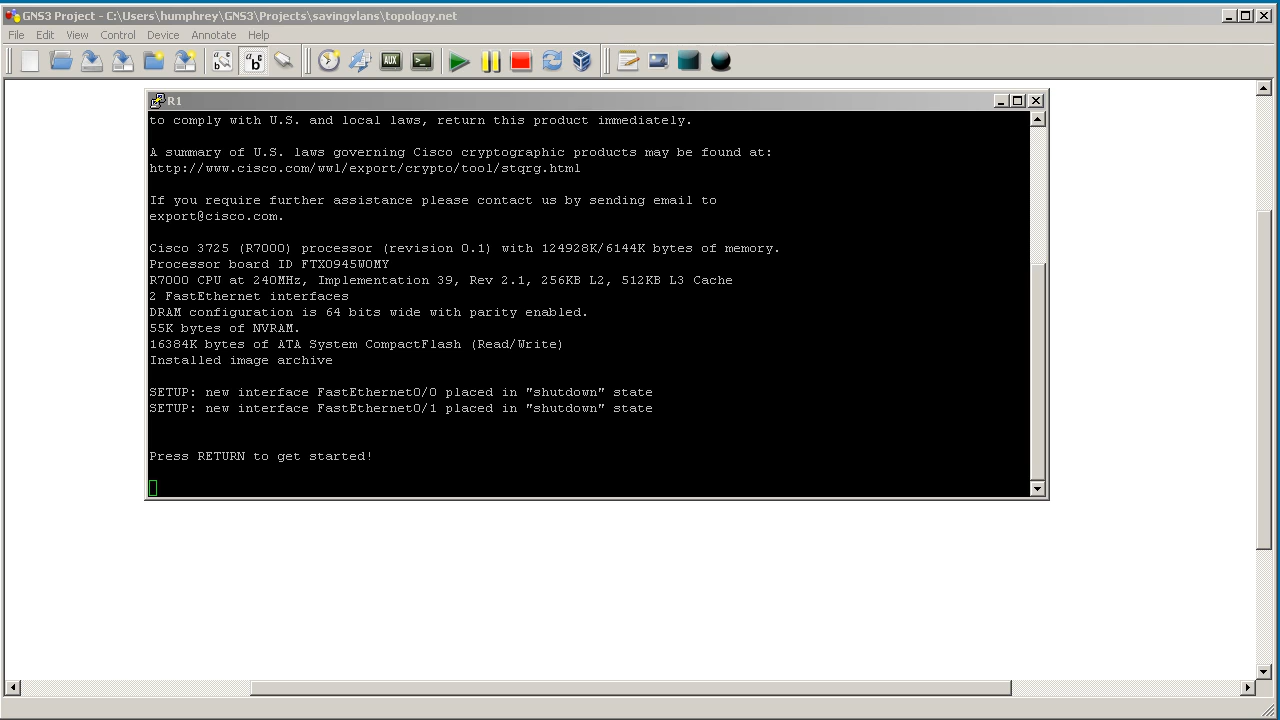 GNS3 Project - C:\Users\humphrey\GNS3\Projects\savingvlans\topology.net
File Edit View Control Device Annotate Help
AUX
R1
to comply with U.S. and local laws, return this product immediately.
A summary of U.S. laws governing Cisco cryptographic products may be found at:
http://www.cisco.com/wwl/export/crypto/tool/stqrg.html
If you require further assistance please contact us by sending email to
export@cisco.com.
Cisco 3725 (R7000) processor (revision 0.1) with 124928K/6144K bytes of memory.
Processor board ID FTX0945W0MY
R7000 CPU at 240MHz, Implementation 39, Rev 2.1, 256KB L2, 512KB L3 Cache
2 FastEthernet interfaces
DRAM configuration is 64 bits wide with parity enabled.
55K bytes of NVRAM.
16384K bytes of ATA System CompactFlash (Read/Write)
Installed image archive
SETUP: new interface FastEthernet0/0 placed in "shutdown" state
SETUP: new interface FastEthernet0/1 placed in "shutdown" state
Press RETURN to get started!